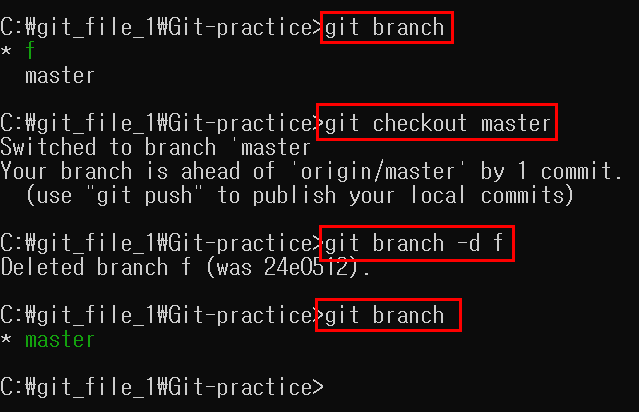 C:₩git_file_1₩Git-practice>git branch
* f
  master
C:₩git_file_1₩Git-practice>git checkout master
Switched to branch 'master
Your branch is ahead of 'origin/master' by 1 commit.
  (use "git push" to publish your local commits)
C:₩git_file_1₩Git-practice>git branch -d f
Deleted branch f (was 24e0512).
C:₩git_file_1₩Git-practice>git branch
* master
C:₩git_file_1₩Git-practice>